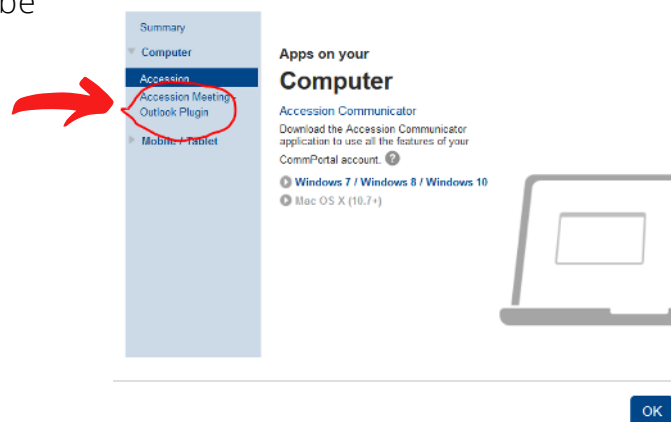 be
Summary
Computer
Accession
Accession Meeting -
Outlook Plugin
Mobile / Tablet
Apps on your
Computer
Accession Communicator
Download the Accession Communicator
application to use all the features of your
CommPortal account. ?
Windows 7 / Windows 8 / Windows 10
Mac OS X (10.7+)
OK